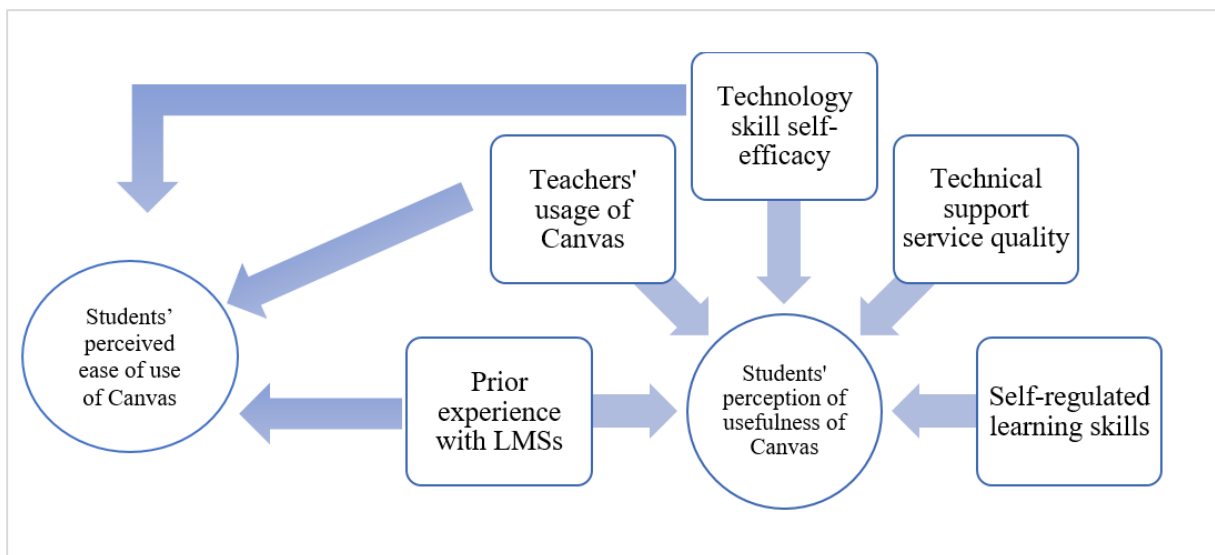 Technology
skill self-
efficacy
Teachers'
usage of
Canvas
Technical
support
service quality
Students’
perceived
ease of use
of Canvas
Prior
experience
with LMSs
Students'
perception of
usefulness of
Canvas
Self-regulated
learning skills